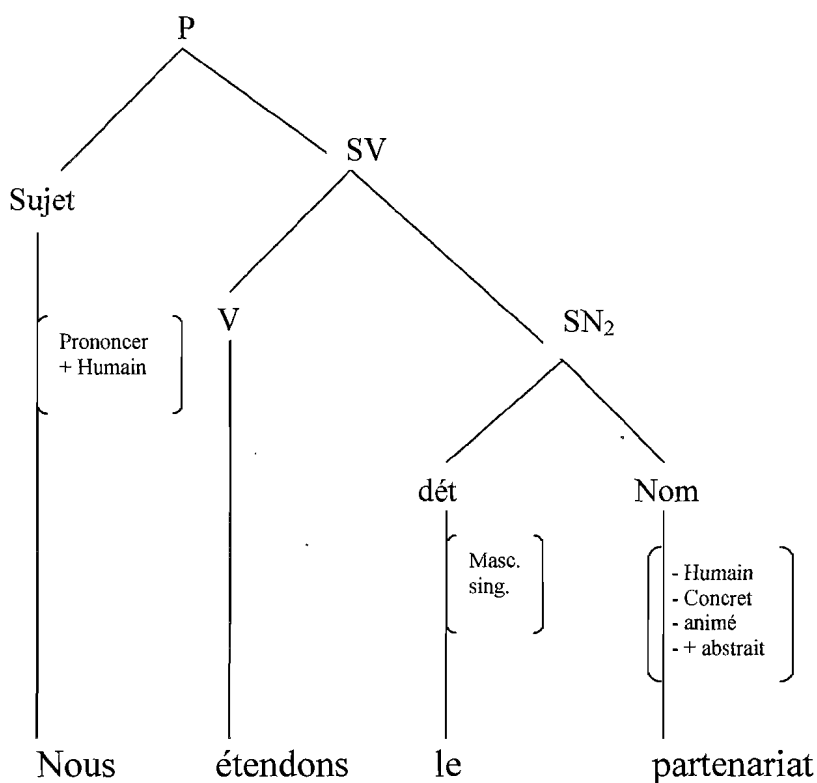 P
SV
Sujet
V
SN₂
Prononcer
+ Humain
dét
Nom
Masc.
sing.
- Humain
- Concret
- animé
- + abstrait
Nous étendons le partenariat